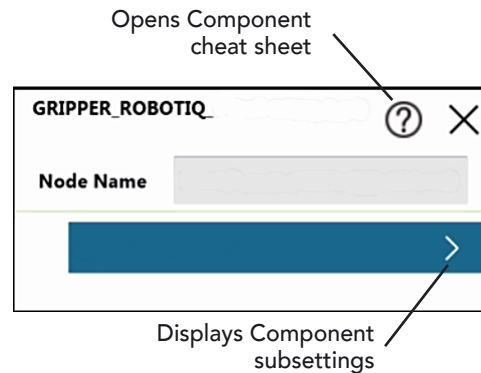 Opens Component
cheat sheet
GRIPPER_ROBOTIQ_
?
Node Name
Displays Component
subsettings